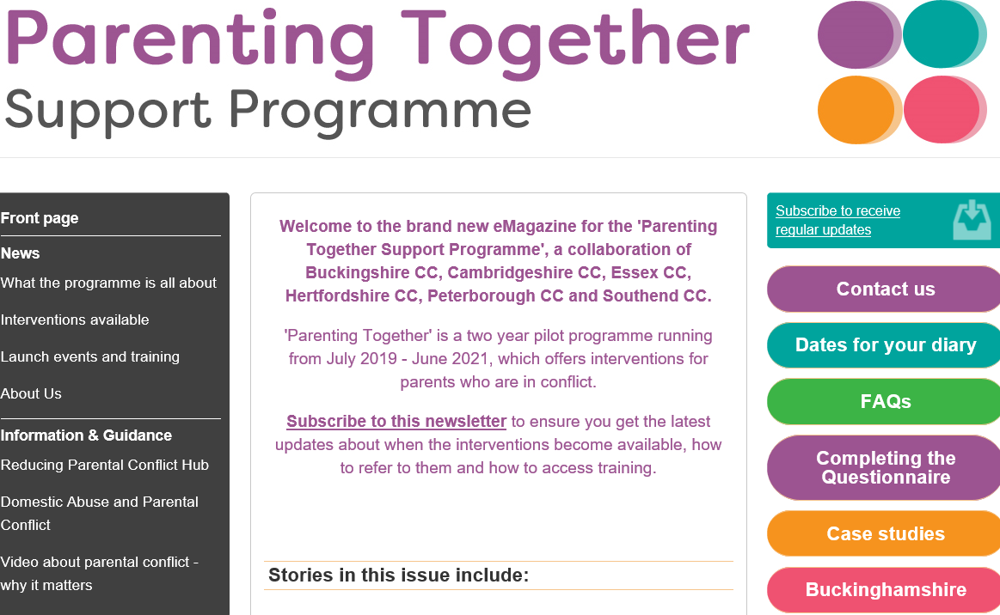 Parenting Together
Support Programme
Front page
News
What the programme is all about
Interventions available
Launch events and training
About Us
Information & Guidance
Reducing Parental Conflict Hub
Domestic Abuse and Parental
Conflict
Video about parental conflict -
why it matters
Welcome to the brand new eMagazine for the 'Parenting
Together Support Programme', a collaboration of
Buckingshire CC, Cambridgeshire CC, Essex CC,
Hertfordshire CC, Peterborough CC and Southend CC.
'Parenting Together' is a two year pilot programme running
from July 2019 - June 2021, which offers interventions for
parents who are in conflict.
Subscribe to this newsletter to ensure you get the latest
updates about when the interventions become available, how
to refer to them and how to access training.
Stories in this issue include:
Subscribe to receive
regular updates
Contact us
Dates for your diary
FAQs
Completing the
Questionnaire
Case studies
Buckinghamshire